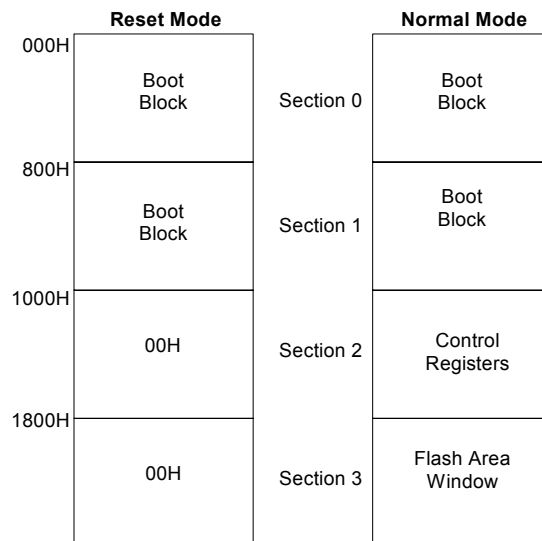 Reset Mode
Normal Mode
000H
Boot
Block
Section 0
Boot
Block
800H
Boot
Block
Section 1
Boot
Block
1000H
00H
Section 2
Control
Registers
1800H
00H
Section 3
Flash Area
Window